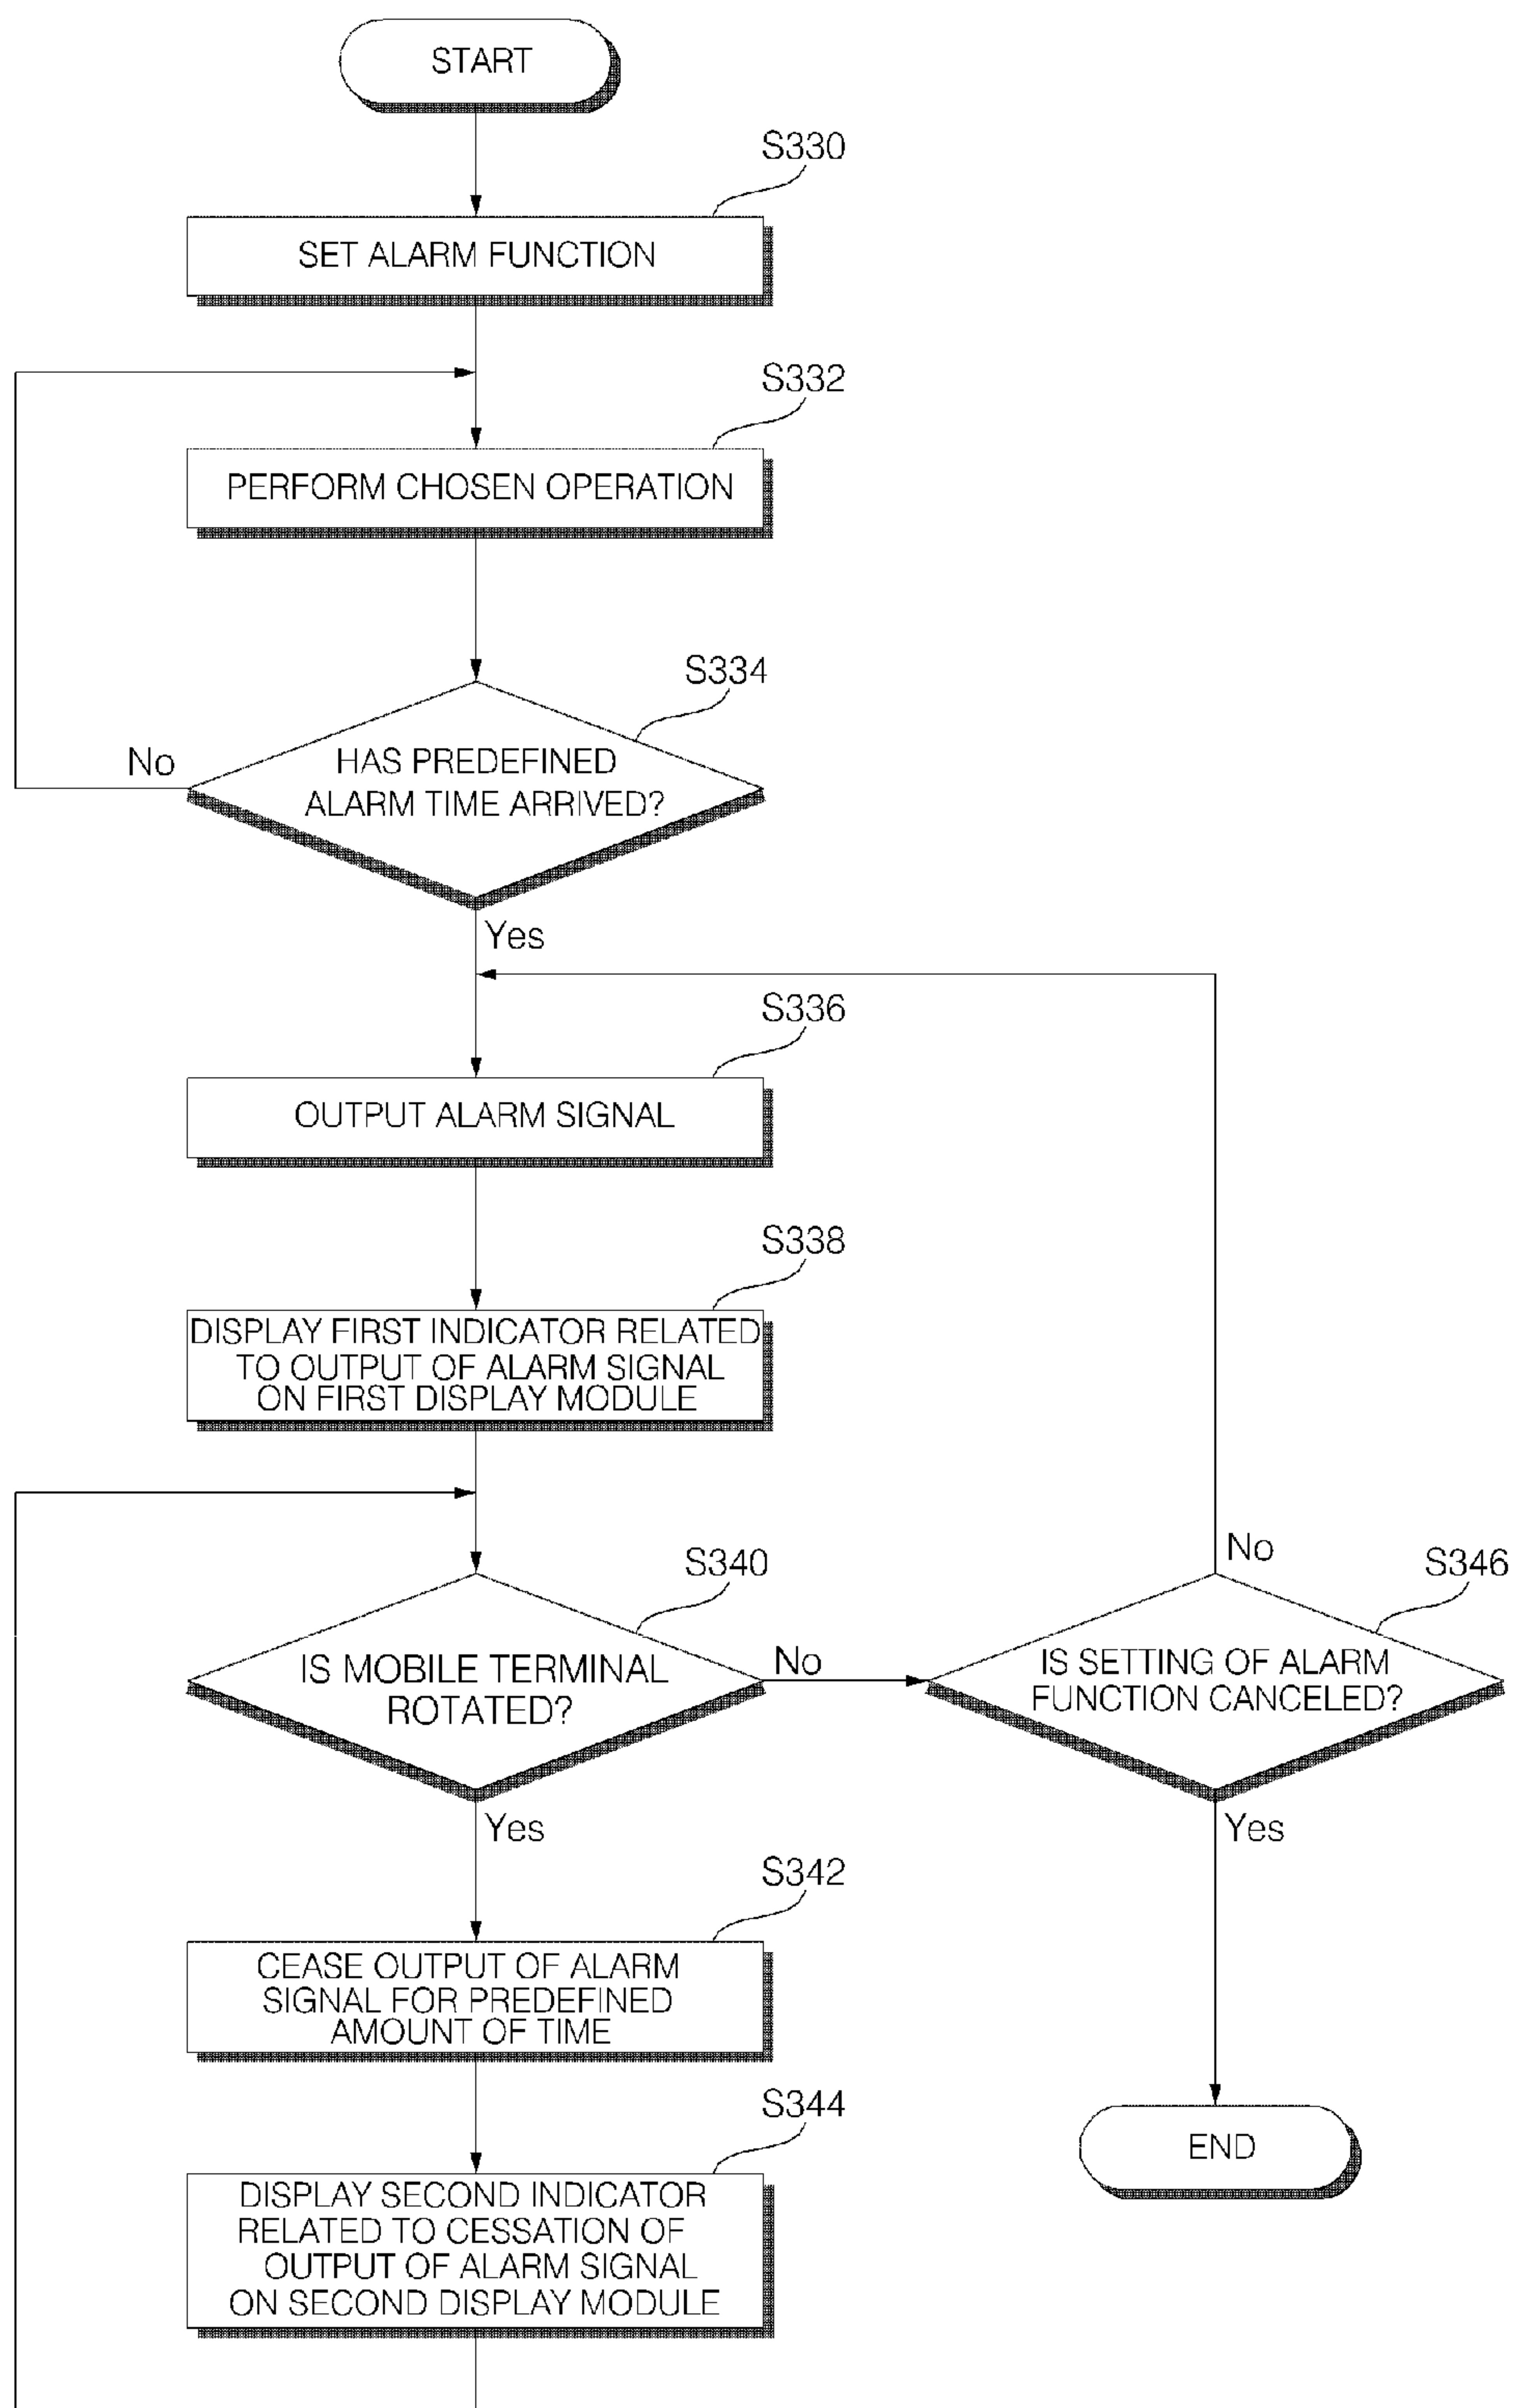 START
S330
SET ALARM FUNCTION
S332
PERFORM CHOSEN OPERATION
S334
HAS PREDEFINED
ALARM TIME ARRIVED?
No
Yes
S336
OUTPUT ALARM SIGNAL
S338
DISPLAY FIRST INDICATOR RELATED
TO OUTPUT OF ALARM SIGNAL
ON FIRST DISPLAY MODULE
S340
IS MOBILE TERMINAL
ROTATED?
No
Yes
S346
IS SETTING OF ALARM
FUNCTION CANCELED?
No
Yes
S342
CEASE OUTPUT OF ALARM
SIGNAL FOR PREDEFINED
AMOUNT OF TIME
S344
DISPLAY SECOND INDICATOR
RELATED TO CESSATION OF
OUTPUT OF ALARM SIGNAL
ON SECOND DISPLAY MODULE
END